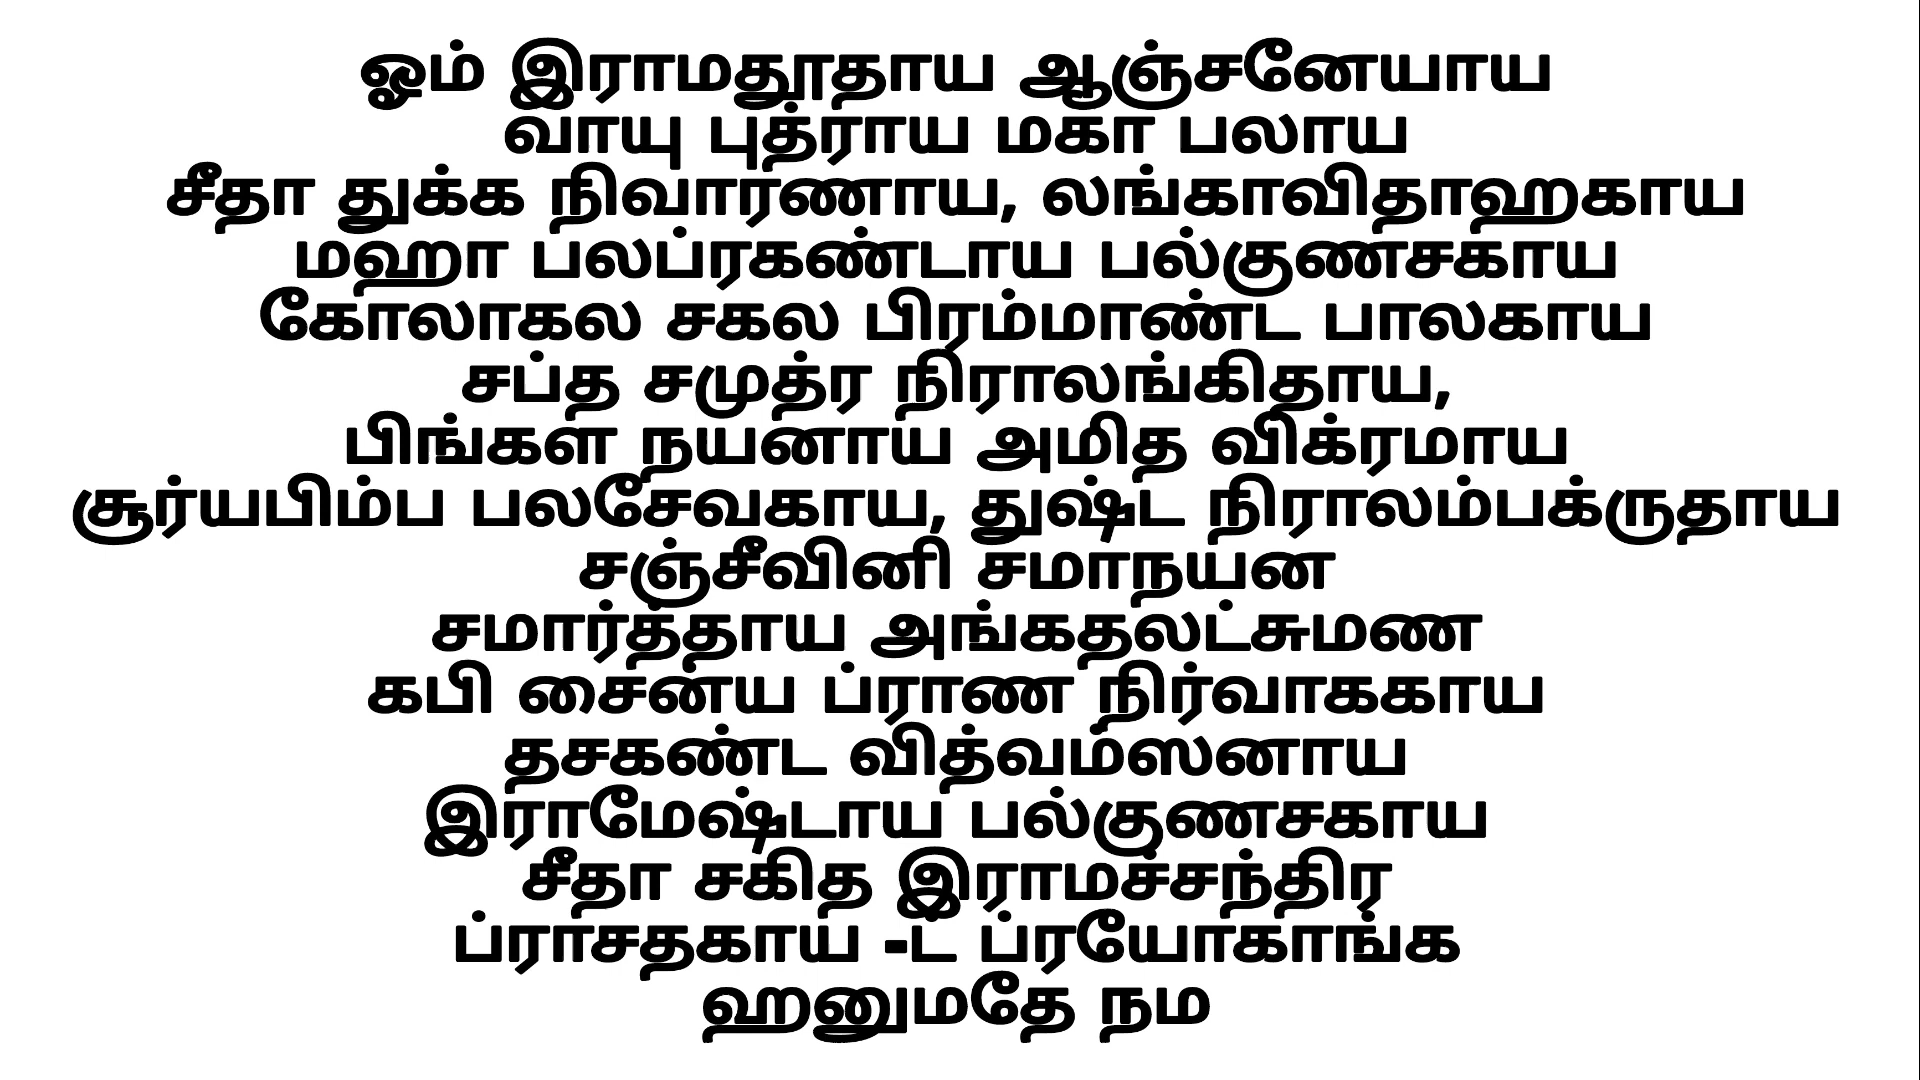 ஓம் இராமதூதாய ஆஞ்சனேயாய
வாயு புத்ராய மகா பலாய
சீதா துக்க நிவாரணாய, லங்காவிதாஹகாய
மஹா பலப்ரகண்டாய பல்குணசகாய
கோலாகல சகல பிரம்மாண்ட பாலகாய
சப்த சமுத்ர நிராலங்கிதாய,
பிங்கள நயனாய அமித விக்ரமாய
சூர்யபிம்ப பலசேவகாய, துஷ்ட நிராலம்பக்ருதாய
சஞ்சீவினி சமாநயன
சமார்த்தாய அங்கதலட்சுமண
கபி சைன்ய ப்ராண நிர்வாககாய
தசகண்ட வித்வம்ஸனாய
இராமேஷ்டாய பல்குணசகாய
சீதா சகித இராமச்சந்திர
ப்ராசதகாய -ட் ப்ரயோகாங்க
ஹனுமதே நம